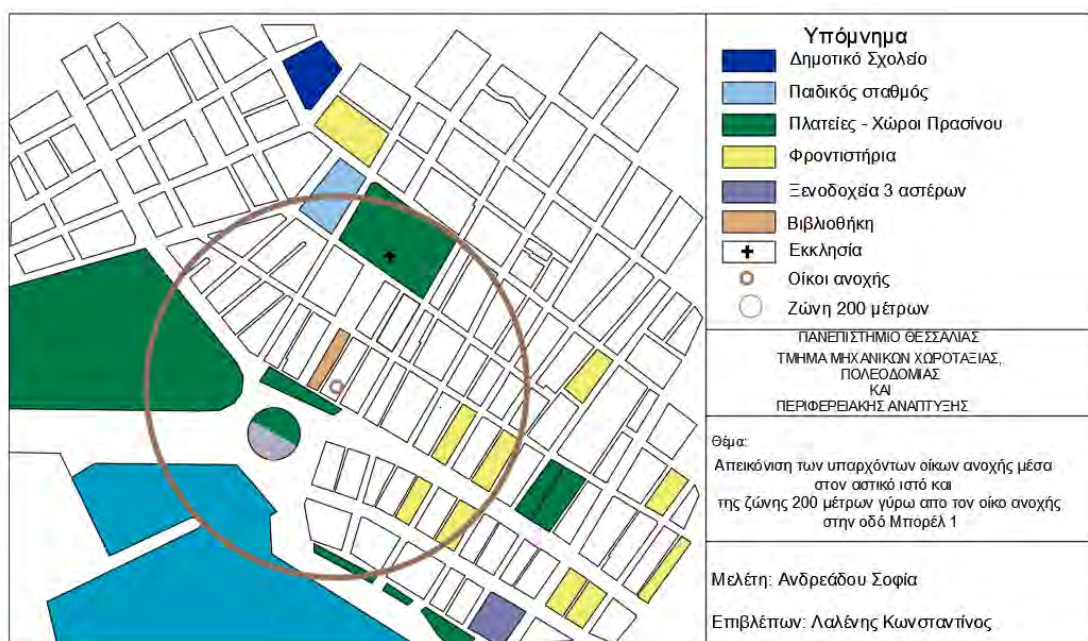 Υπόμνημα
Δημοτικό Σχολείο
Παιδικός σταθμός
Πλατείες - Χώροι Πρασίνου
Φροντιστήρια
Ξενοδοχεία 3 αστέρων
Βιβλιοθήκη
Εκκλησία
Οίκοι ανοχής
Ζώνη 200 μέτρων
ΠΑΝΕΠΙΣΤΗΜΙΟ ΘΕΣΣΑΛΙΑΣ
ΤΜΗΜΑ ΜΗΧΑΝΙΚΩΝ ΧΩΡΟΤΑΞΙΑΣ,
ΠΟΛΕΟΔΟΜΙΑΣ
ΚΑΙ
ΠΕΡΙΦΕΡΕΙΑΚΗΣ ΑΝΑΠΤΥΞΗΣ
Θέμα:
Απεικόνιση των υπαρχόντων οίκων ανοχής μέσα
στον αστικό ιστό και
της ζώνης 200 μέτρων γύρω απο τον οίκο ανοχής
στην οδό Μπορέλ 1
Μελέτη: Ανδρεάδου Σοφία
Επιβλέπων: Λαλένης Κωνσταντίνος